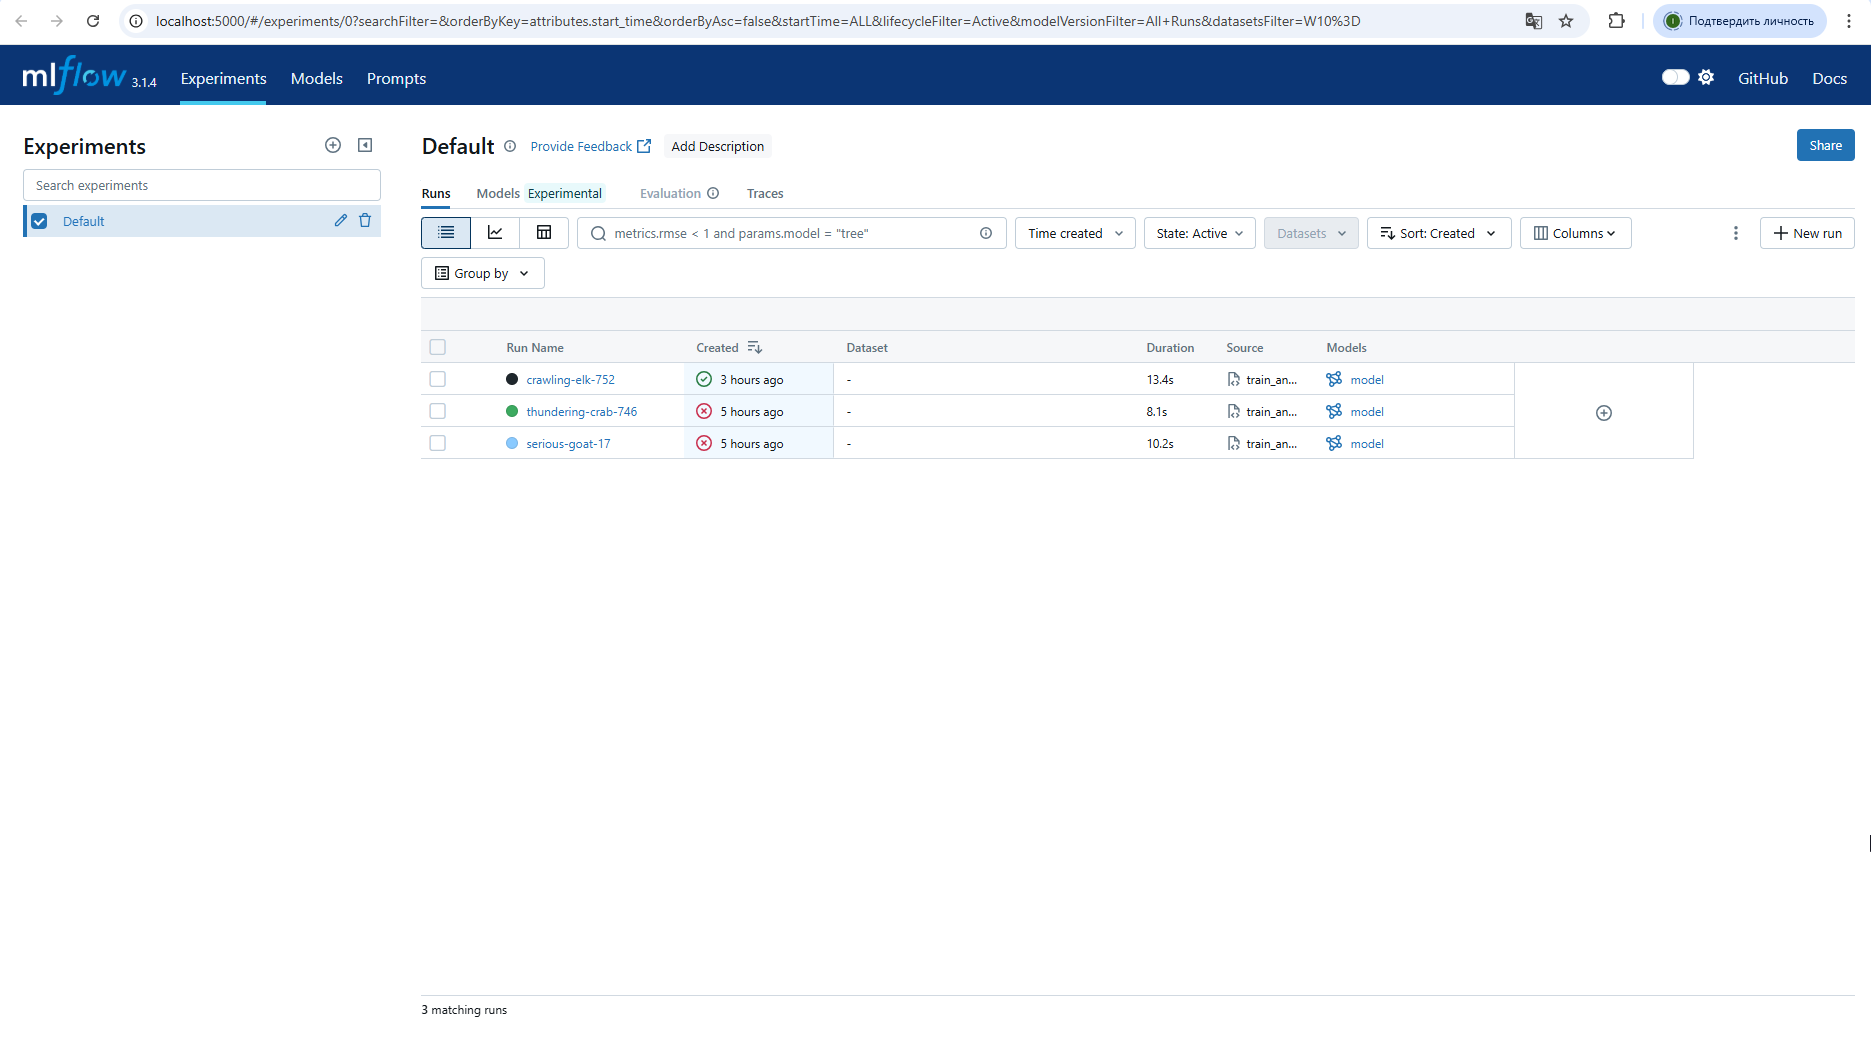 localhost:5000/#/experiments/0?searchFilter=&orderByKey=attributes.start_time&orderByAsc=false&startTime=ALL&lifecycleFilter=Active&modelVersionFilter=All+Runs&datasetsFilter=W10%3D
Подтвердить личность
mlflow 3.1.4 Experiments Models Prompts GitHub Docs
Experiments
Search experiments
Default
Default Provide Feedback Add Description Share
Runs Models Experimental Evaluation Traces
metrics.rmse < 1 and params.model = "tree" Time created State: Active Datasets Sort: Created Columns New run
Group by
Run Name Created Dataset Duration Source Models
crawling-elk-752 3 hours ago - 13.4s train_an... model
thundering-crab-746 5 hours ago - 8.1s train_an... model
serious-goat-17 5 hours ago - 10.2s train_an... model
3 matching runs